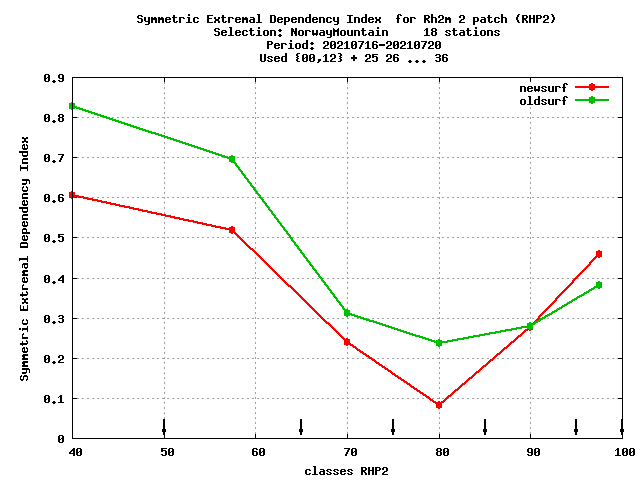 Symmetric Extremal Dependency Index  for Rh2m 2 patch (RHP2)
Selection: NorwayMountain     18 stations
Period: 20210716-20210720
Used {00,12} + 25 26 ... 36
newsurf
oldsurf
0.9
0.8
0.7
0.6
0.5
0.4
0.3
0.2
0.1
0
Symmetric Extremal Dependency Index
40 50 60 70 80 90 100
classes RHP2